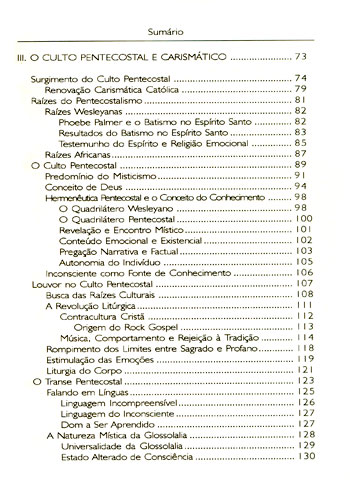 Sumário
III. O CULTO PENTECOSTAL E CARISMÁTICO ..................... 73
Surgimento do Culto Pentecostal ..................... 74
Renovação Carismática Católica ..................... 79
Raízes do Pentecostalismo ..................... 81
Raízes Wesleyanas ..................... 82
Phoebe Palmer e o Batismo no Espírito Santo ..................... 82
Resultados do Batismo no Espírito Santo ..................... 83
Testemunho do Espírito e Religião Emocional ..................... 85
Raízes Africanas ..................... 87
O Culto Pentecostal ..................... 89
Predomínio do Misticismo ..................... 91
Conceito de Deus ..................... 94
Hermenêutica Pentecostal e o Conceito do Conhecimento ..................... 98
O Quadrilátero Wesleyano ..................... 98
O Quadrilátero Pentecostal ..................... 100
Revelação e Encontro Místico ..................... 101
Conteúdo Emocional e Existencial ..................... 102
Pregação Narrativa e Factual ..................... 103
Autonomia do Indivíduo ..................... 105
Inconsciente como Fonte de Conhecimento ..................... 106
Louvor no Culto Pentecostal ..................... 107
Busca das Raízes Culturais ..................... 108
A Revolução Litúrgica ..................... 111
Contracultura Cristã ..................... 112
Origem do Rock Gospel ..................... 113
Música, Comportamento e Rejeição à Tradição ..................... 114
Rompimento dos Limites entre Sagrado e Profano ..................... 118
Estimulação das Emoções ..................... 119
Liturgia do Corpo ..................... 121
O Transe Pentecostal ..................... 123
Falando em Línguas ..................... 125
Linguagem Incompreensível ..................... 126
Linguagem do Inconsciente ..................... 127
Dom a Ser Aprendido ..................... 127
A Natureza Mística da Glossolalia ..................... 128
Universalidade da Glossolalia ..................... 129
Estado Alterado de Consciência ..................... 130